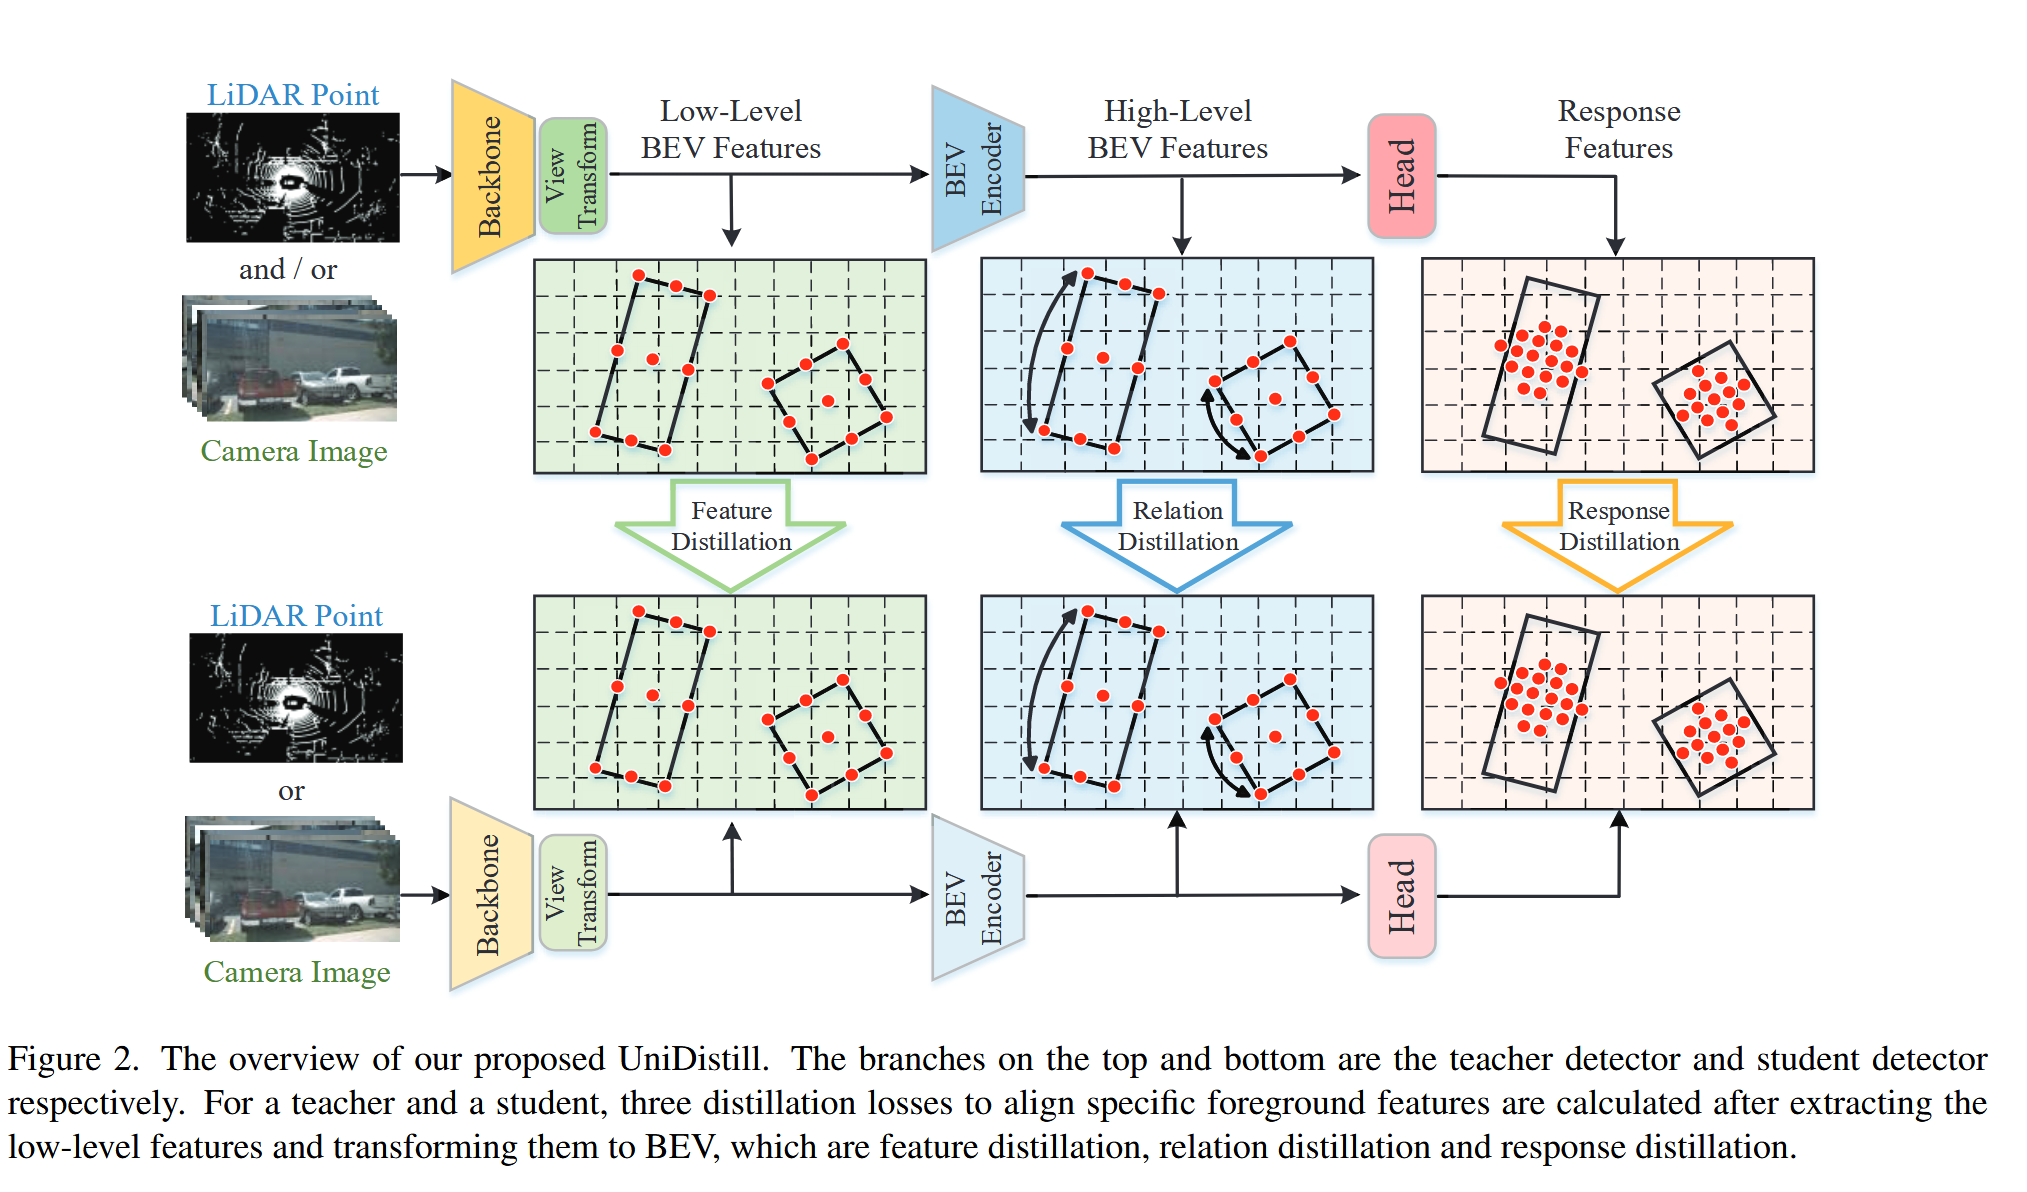 LiDAR Point
and / or
Camera Image
Backbone
View
Transform
Low-Level
BEV Features
BEV
Encoder
High-Level
BEV Features
Head
Response
Features
Feature
Distillation
Relation
Distillation
Response
Distillation
LiDAR Point
or
Camera Image
Backbone
View
Transform
BEV
Encoder
Head
Figure 2. The overview of our proposed UniDistill. The branches on the top and bottom are the teacher detector and student detector
respectively. For a teacher and a student, three distillation losses to align specific foreground features are calculated after extracting the
low-level features and transforming them to BEV, which are feature distillation, relation distillation and response distillation.